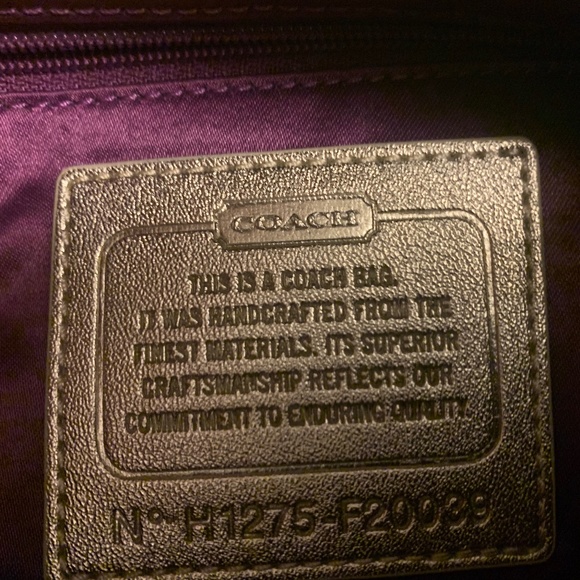 COACH
THIS IS A COACH BAG.
IT WAS HANDCRAFTED FROM THE
FINEST MATERIALS. ITS SUPERIOR
CRAFTSMANSHIP REFLECTS OUR
COMMITMENT TO ENDURING QUALITY.
Nº H1275-F20039